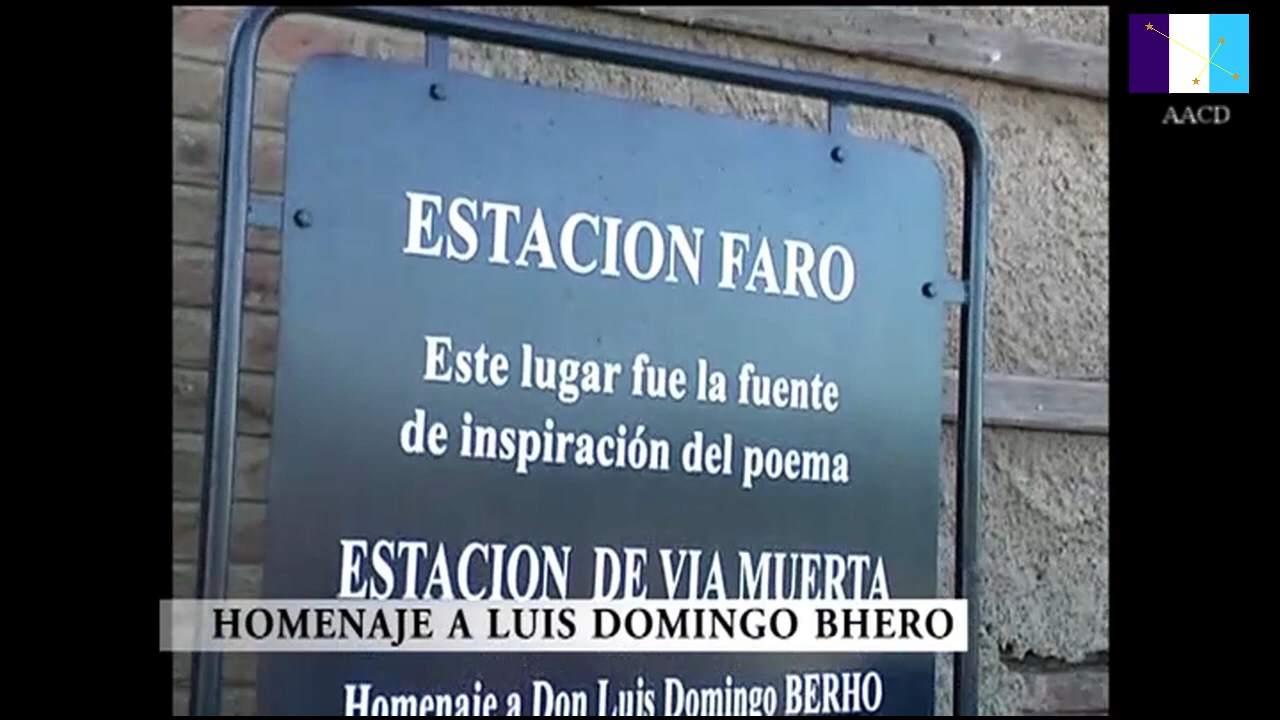 AACD
ESTACION FARO
Este lugar fue la fuente
de inspiración del poema
ESTACION DE VIA MUERTA
HOMENAJE A LUIS DOMINGO BHERO
Homenaje a Don Luis Domingo BERHO